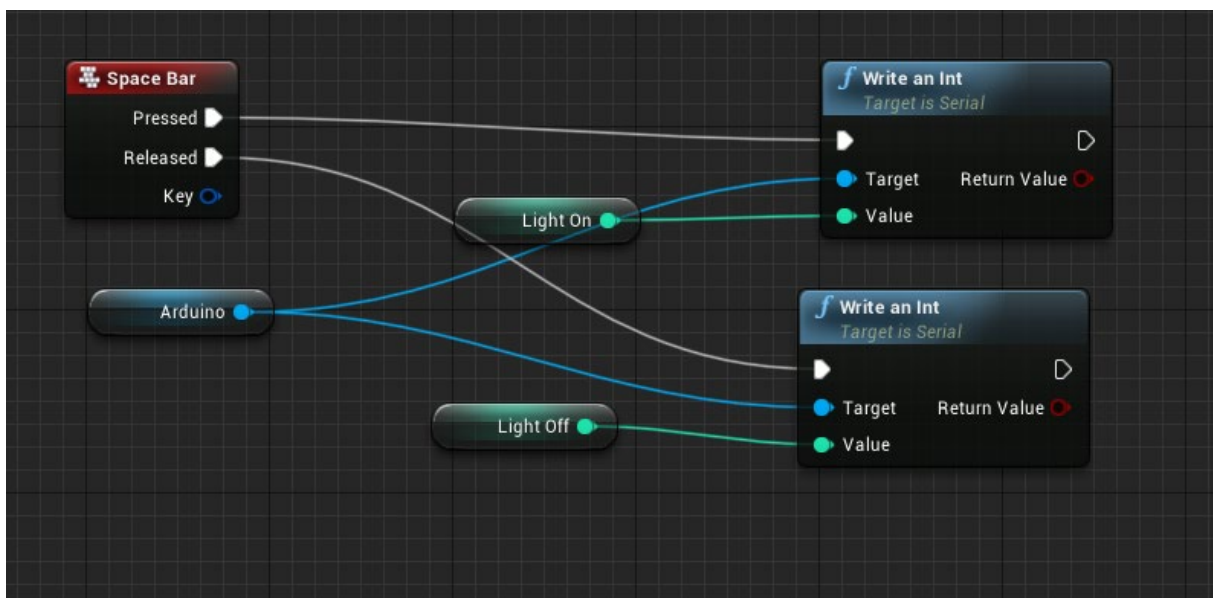 Space Bar
Pressed
Released
Key
Write an Int
Target is Serial
Target Return Value
Value
Light On
Arduino
Write an Int
Target is Serial
Target Return Value
Value
Light Off